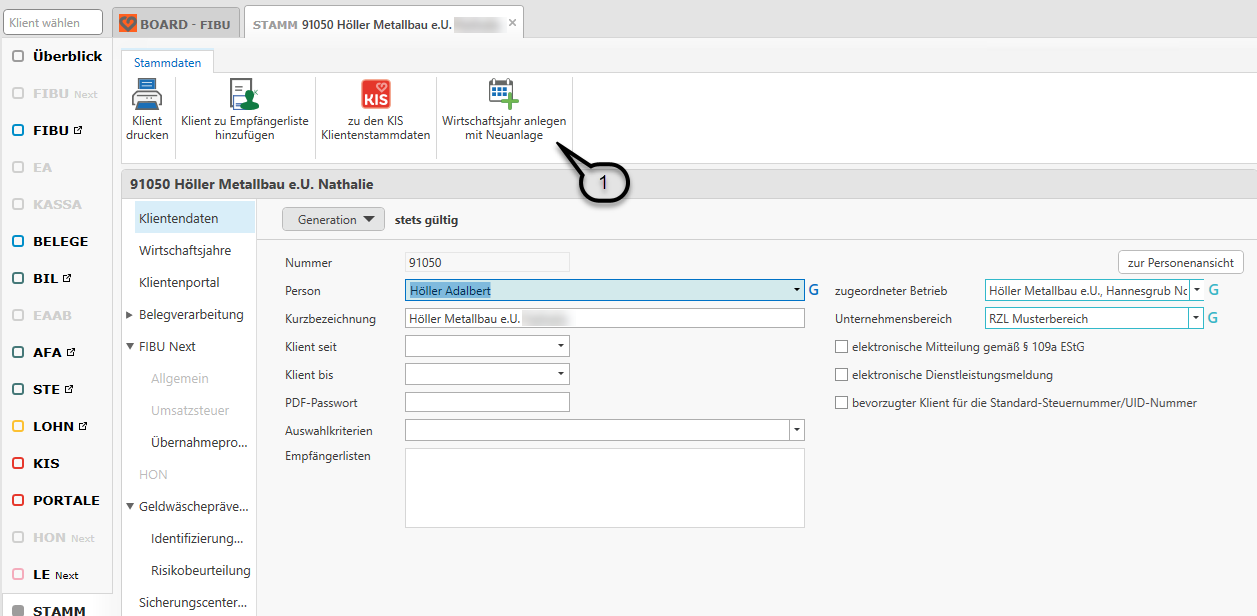 Klient wählen
BOARD - FIBU
STAMM 91050 Höller Metallbau e.U.
Überblick
FIBU Next
FIBU
EA
KASSA
BELEGE
BIL
EAAB
AFA
STE
LOHN
KIS
PORTALE
HON Next
LE Next
STAMM
Stammdaten
Klient
drucken
Klient zu Empfängerliste
hinzufügen
KIS
zu den KIS
Klientenstammdaten
Wirtschaftsjahr anlegen
mit Neuanlage
1
91050 Höller Metallbau e.U. Nathalie
Klientendaten
Wirtschaftsjahre
Klientenportal
Belegverarbeitung
FIBU Next
Allgemein
Umsatzsteuer
Übernahmepro...
HON
Geldwäschepräve...
Identifizierung...
Risikobeurteilung
Sicherungscenter...
Generation
stets gültig
Nummer 91050
zur Personenansicht
Person Höller Adalbert G
zugeordneter Betrieb Höller Metallbau e.U., Hannesgrub Nc G
Kurzbezeichnung Höller Metallbau e.U.
Unternehmensbereich RZL Musterbereich G
Klient seit
elektronische Mitteilung gemäß § 109a EStG
Klient bis
elektronische Dienstleistungsmeldung
PDF-Passwort
bevorzugter Klient für die Standard-Steuernummer/UID-Nummer
Auswahlkriterien
Empfängerlisten